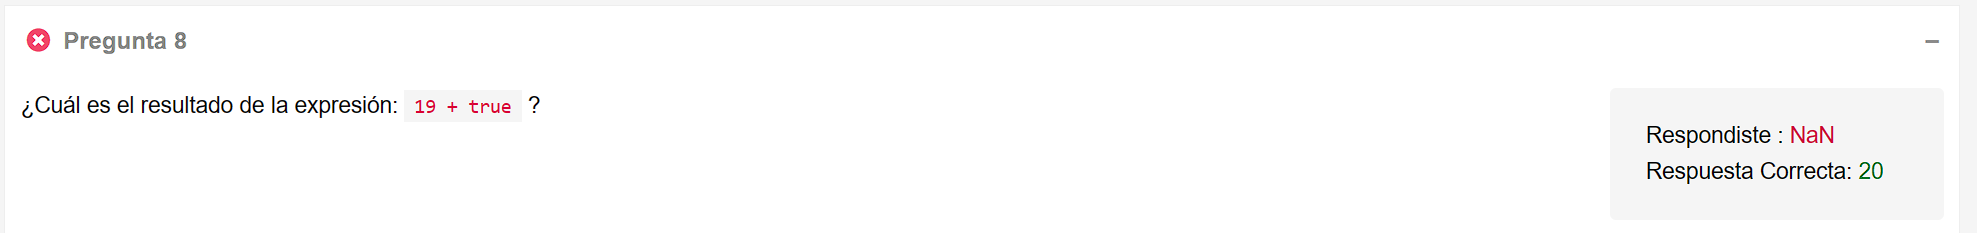 Pregunta 8
¿Cuál es el resultado de la expresión: 19 + true ?
Respondiste : NaN
Respuesta Correcta: 20